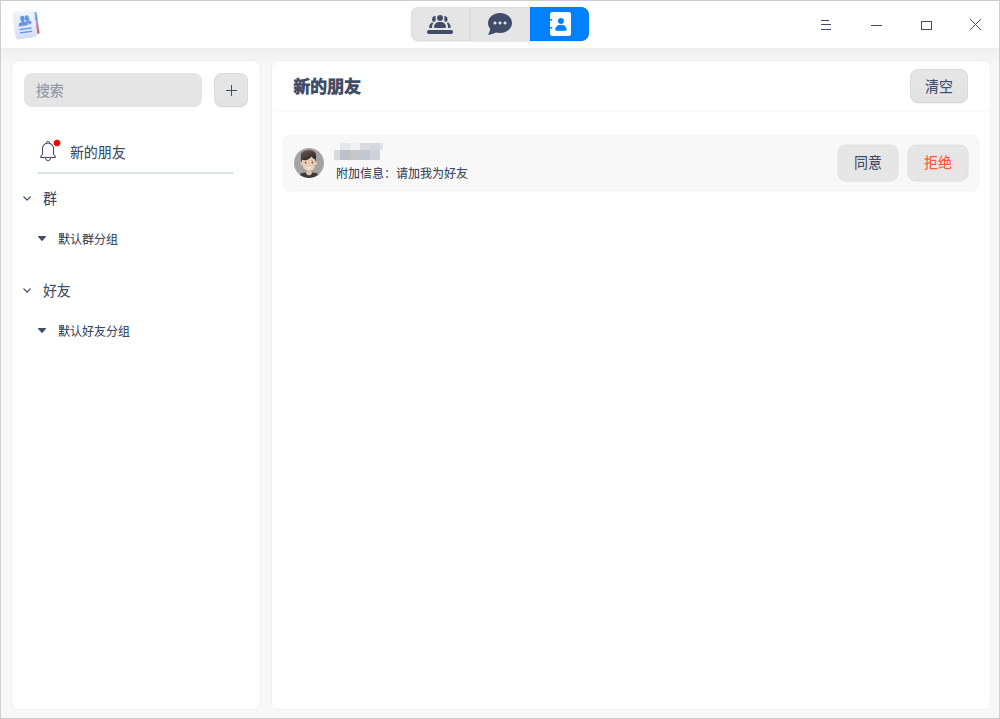 搜索
新的朋友
群
默认群分组
好友
默认好友分组
新的朋友
清空
附加信息：请加我为好友
同意
拒绝